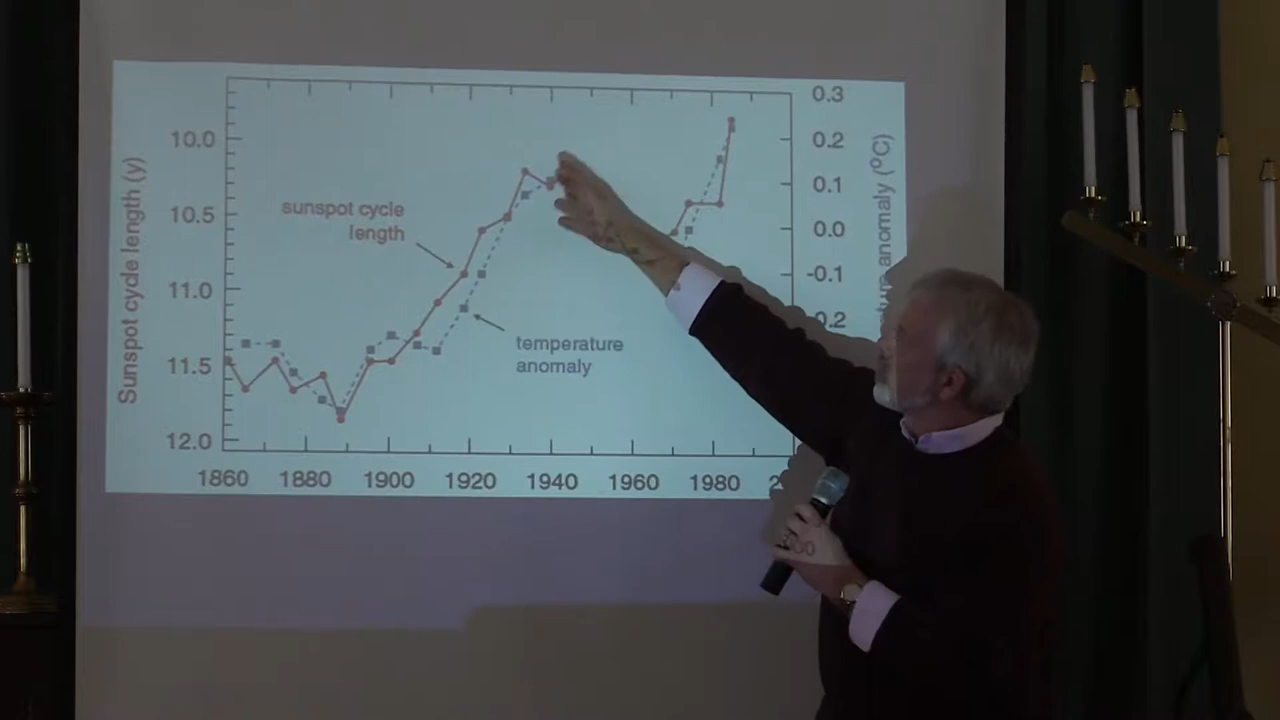 0.3
10.0
0.2
0.1
sunspot cycle
length
10.5
0.0
-0.1
11.0
0.2
temperature
anomaly
11.5
12.0
1860 1880 1900 1920 1940 1960 1980
Sunspot cycle length (y)
anomaly (°C)